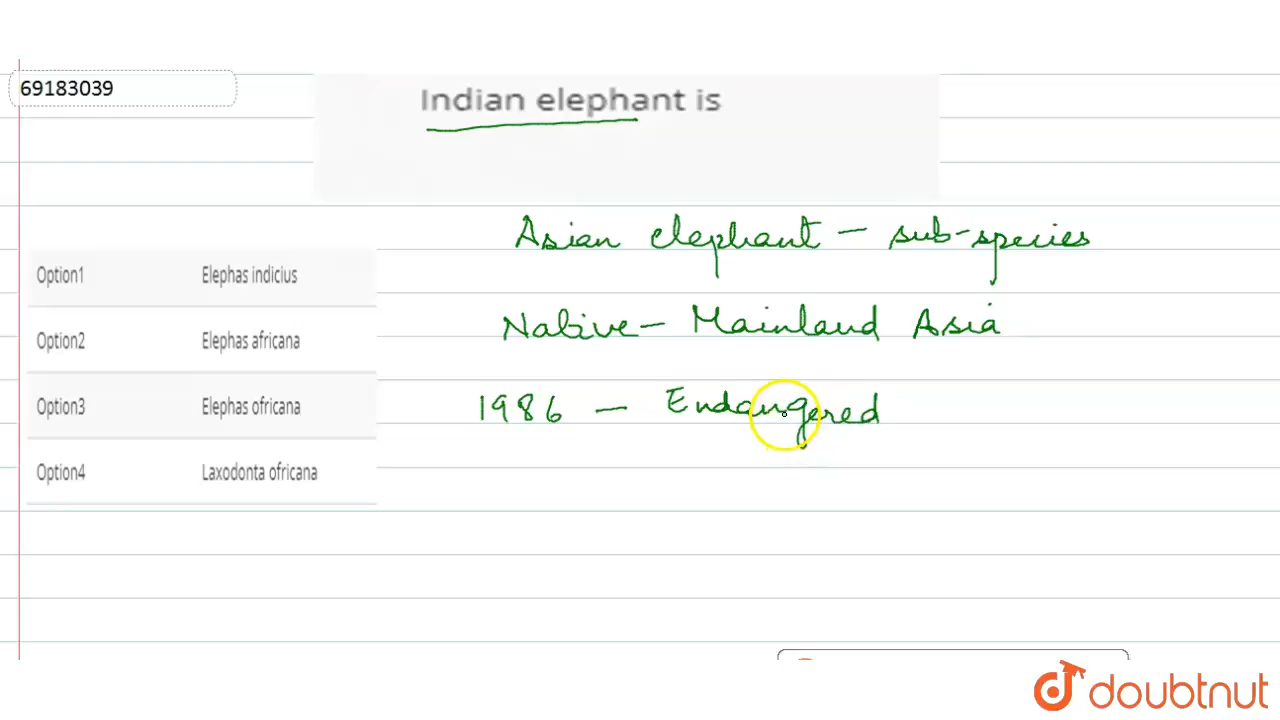 69183039
Indian elephant is
Asian elephant – sub-species
Option1 Elephas indicius
Native – Mainland Asia
Option2 Elephas africana
1986 – Endangered
Option3 Elephas ofricana
Option4 Laxodonta ofricana
doubtnut